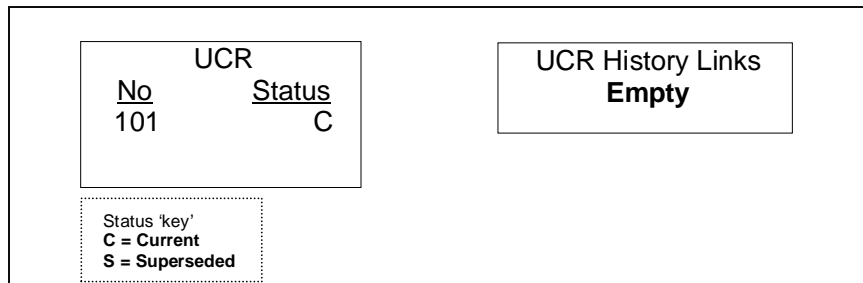 UCR
No Status
101 C
UCR History Links
Empty
Status ‘key’
C = Current
S = Superseded